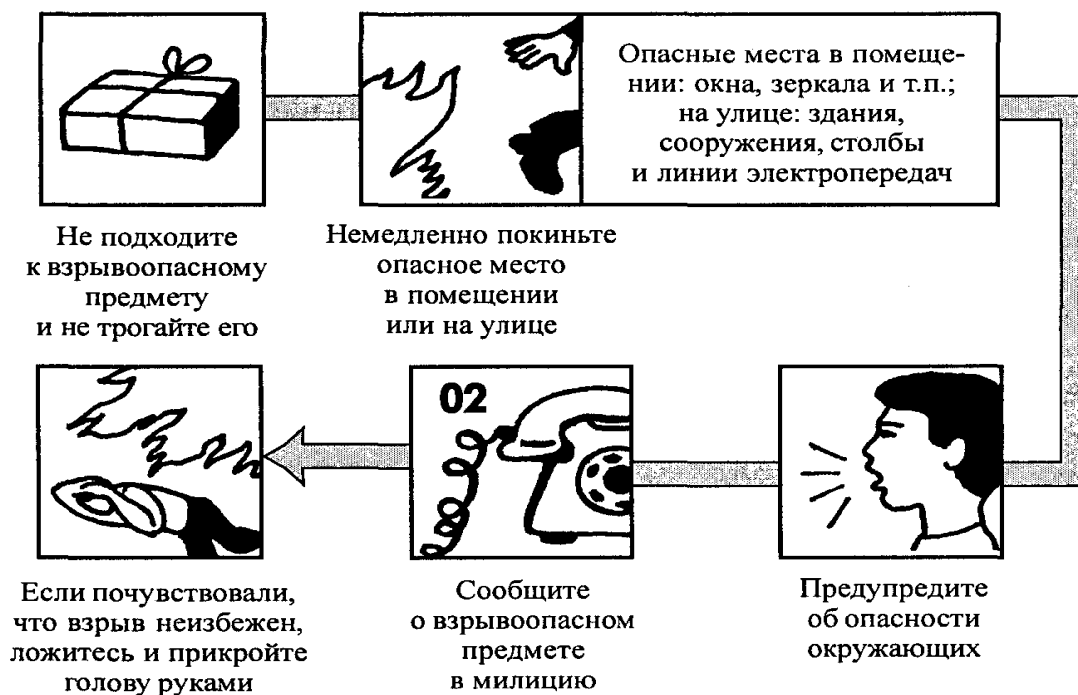 Опасные места в помеще-
нии: окна, зеркала и т.п.;
на улице: здания,
сооружения, столбы
и линии электропередач
Не подходите
к взрывоопасному
предмету
и не трогайте его
Немедленно покиньте
опасное место
в помещении
или на улице
Предупредите
об опасности
окружающих
02
Сообщите
о взрывоопасном
предмете
в милицию
Если почувствовали,
что взрыв неизбежен,
ложитесь и прикройте
голову руками